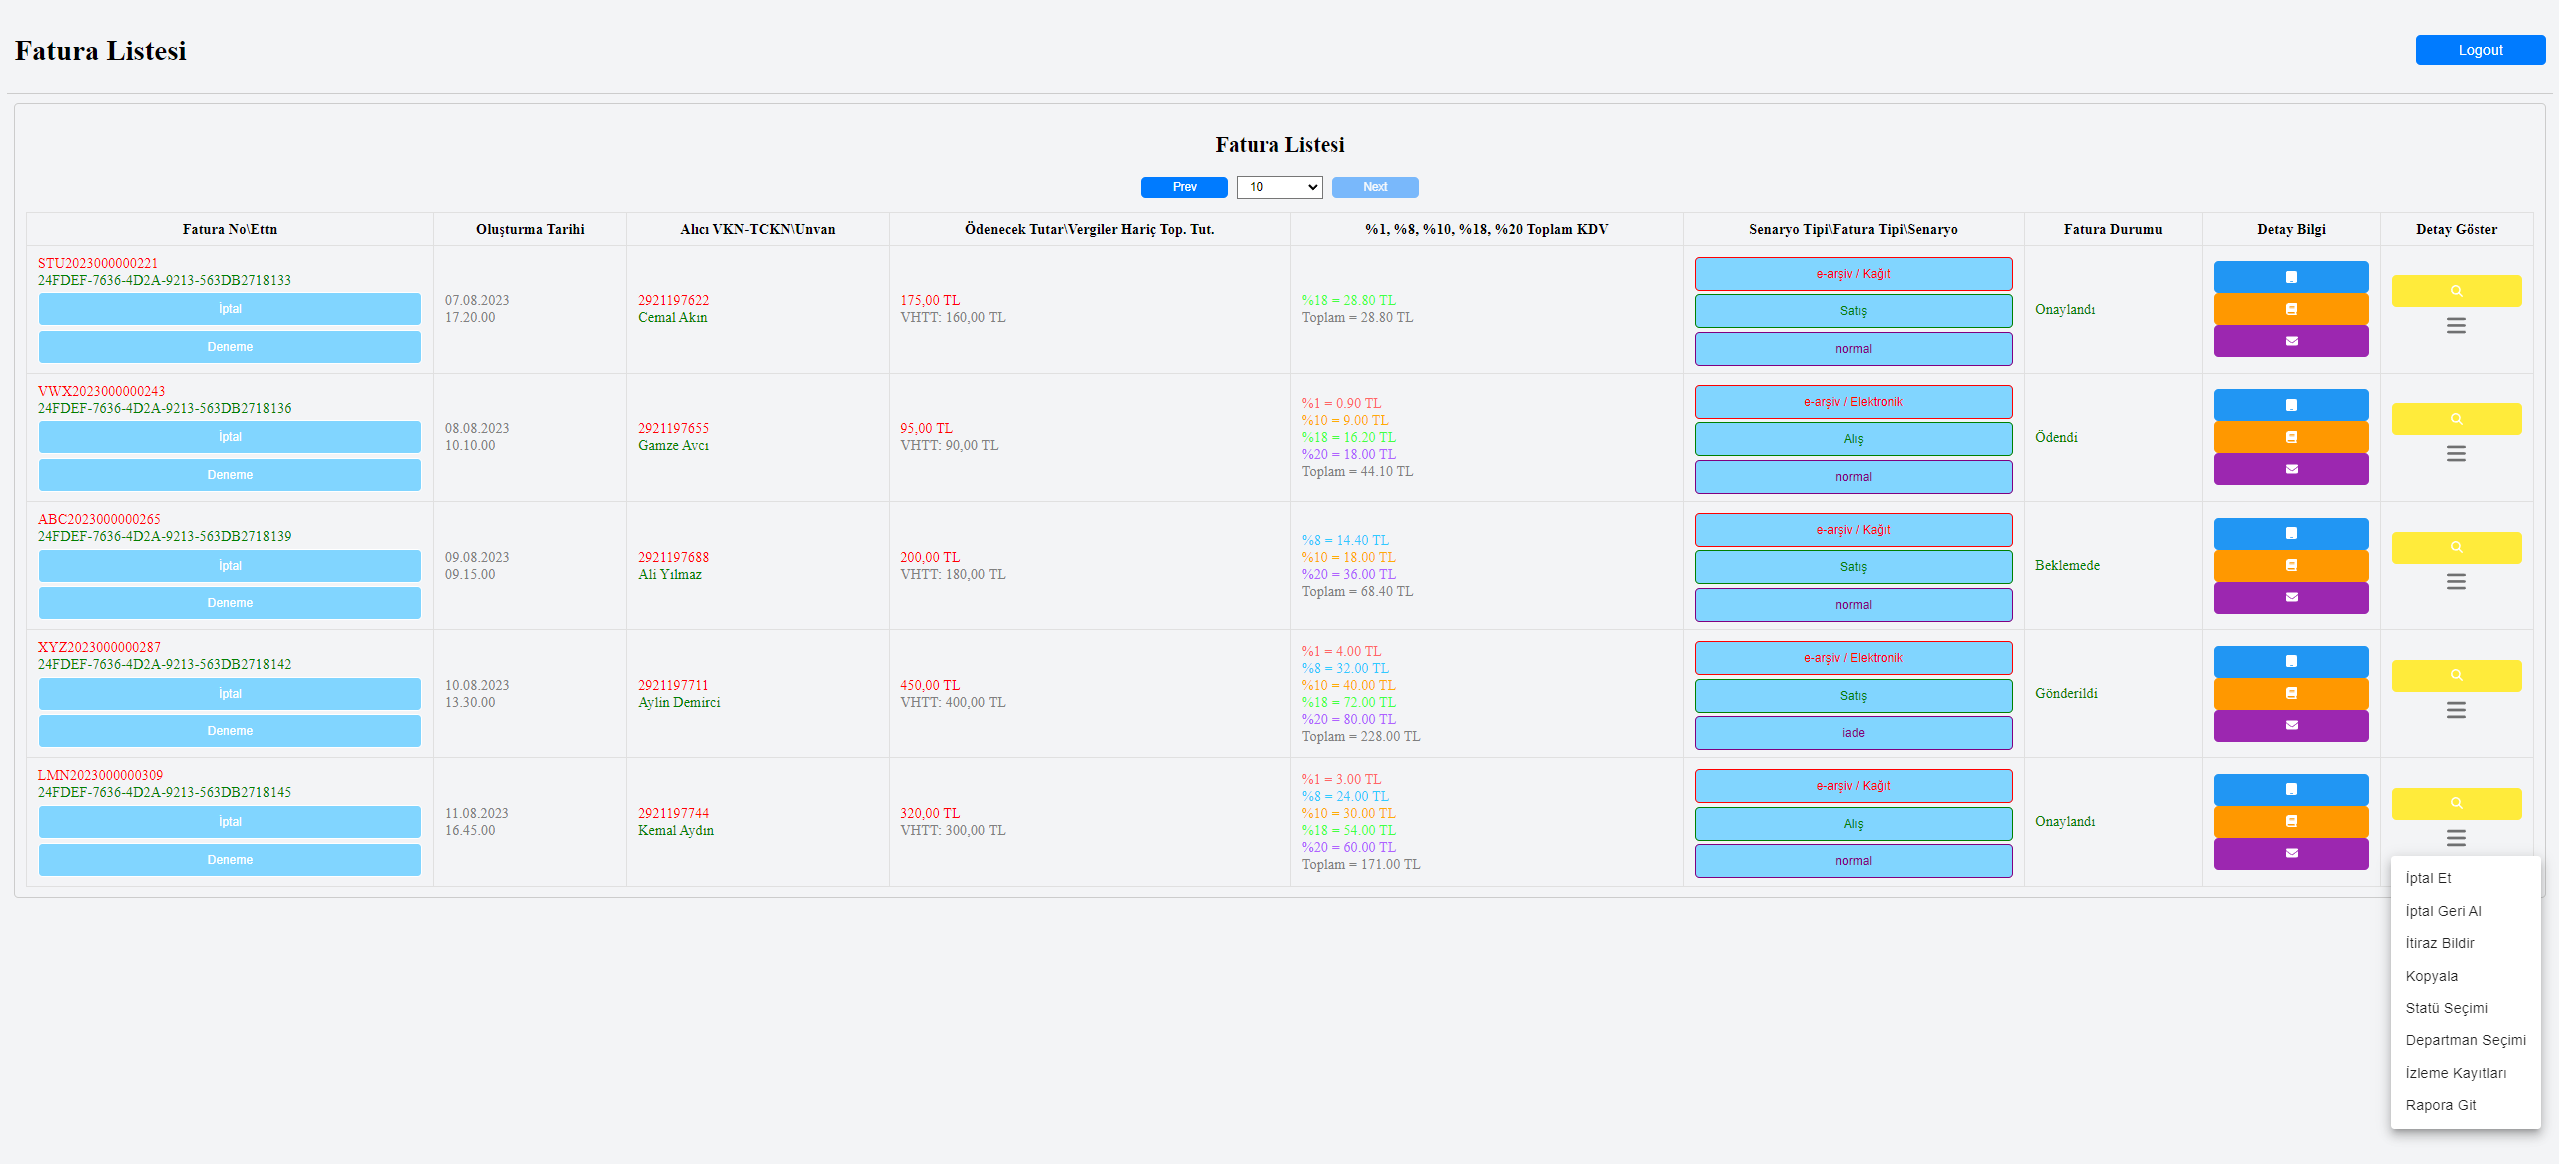 Fatura Listesi
Logout
Fatura Listesi
Prev 10 Next
Fatura No\Ettn Oluşturma Tarihi Alıcı VKN-TCKN\Unvan Ödenecek Tutar\Vergiler Hariç Top. Tut. %1, %8, %10, %18, %20 Toplam KDV Senaryo Tipi\Fatura Tipi\Senaryo Fatura Durumu Detay Bilgi Detay Göster
STU2023000000221
24FDEF-7636-4D2A-9213-563DB2718133
İptal
Deneme
07.08.2023
17.20.00
2921197622
Cemal Akın
175,00 TL
VHTT: 160,00 TL
%18 = 28.80 TL
Toplam = 28.80 TL
e-arşiv / Kağıt
Satış
normal
Onaylandı
VWX2023000000243
24FDEF-7636-4D2A-9213-563DB2718136
İptal
Deneme
08.08.2023
10.10.00
2921197655
Gamze Avcı
95,00 TL
VHTT: 90,00 TL
%1 = 0.90 TL
%10 = 9.00 TL
%18 = 16.20 TL
%20 = 18.00 TL
Toplam = 44.10 TL
e-arşiv / Elektronik
Alış
normal
Ödendi
ABC2023000000265
24FDEF-7636-4D2A-9213-563DB2718139
İptal
Deneme
09.08.2023
09.15.00
2921197688
Ali Yılmaz
200,00 TL
VHTT: 180,00 TL
%8 = 14.40 TL
%10 = 18.00 TL
%20 = 36.00 TL
Toplam = 68.40 TL
e-arşiv / Kağıt
Satış
normal
Beklemede
XYZ2023000000287
24FDEF-7636-4D2A-9213-563DB2718142
İptal
Deneme
10.08.2023
13.30.00
2921197711
Aylin Demirci
450,00 TL
VHTT: 400,00 TL
%1 = 4.00 TL
%8 = 32.00 TL
%10 = 40.00 TL
%18 = 72.00 TL
%20 = 80.00 TL
Toplam = 228.00 TL
e-arşiv / Elektronik
Satış
iade
Gönderildi
LMN2023000000309
24FDEF-7636-4D2A-9213-563DB2718145
İptal
Deneme
11.08.2023
16.45.00
2921197744
Kemal Aydın
320,00 TL
VHTT: 300,00 TL
%1 = 3.00 TL
%8 = 24.00 TL
%10 = 30.00 TL
%18 = 54.00 TL
%20 = 60.00 TL
Toplam = 171.00 TL
e-arşiv / Kağıt
Alış
normal
Onaylandı
İptal Et
İptal Geri Al
İtiraz Bildir
Kopyala
Statü Seçimi
Departman Seçimi
İzleme Kayıtları
Rapora Git